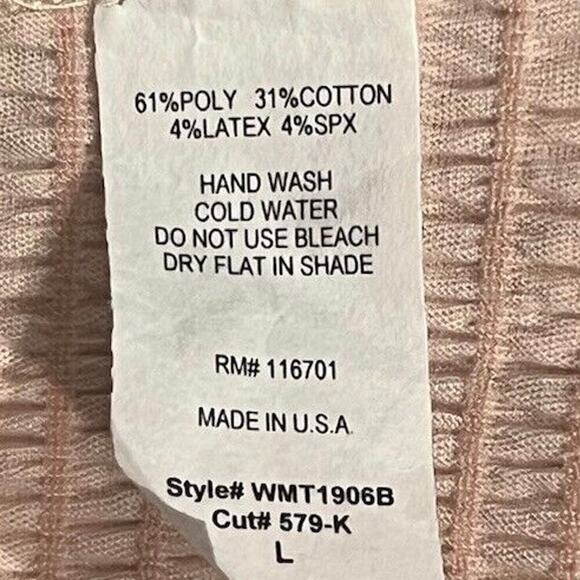 61%POLY 31%COTTON
4%LATEX 4%SPX
HAND WASH
COLD WATER
DO NOT USE BLEACH
DRY FLAT IN SHADE
RM# 116701
MADE IN U.S.A.
Style# WMT1906B
Cut# 579-K
L